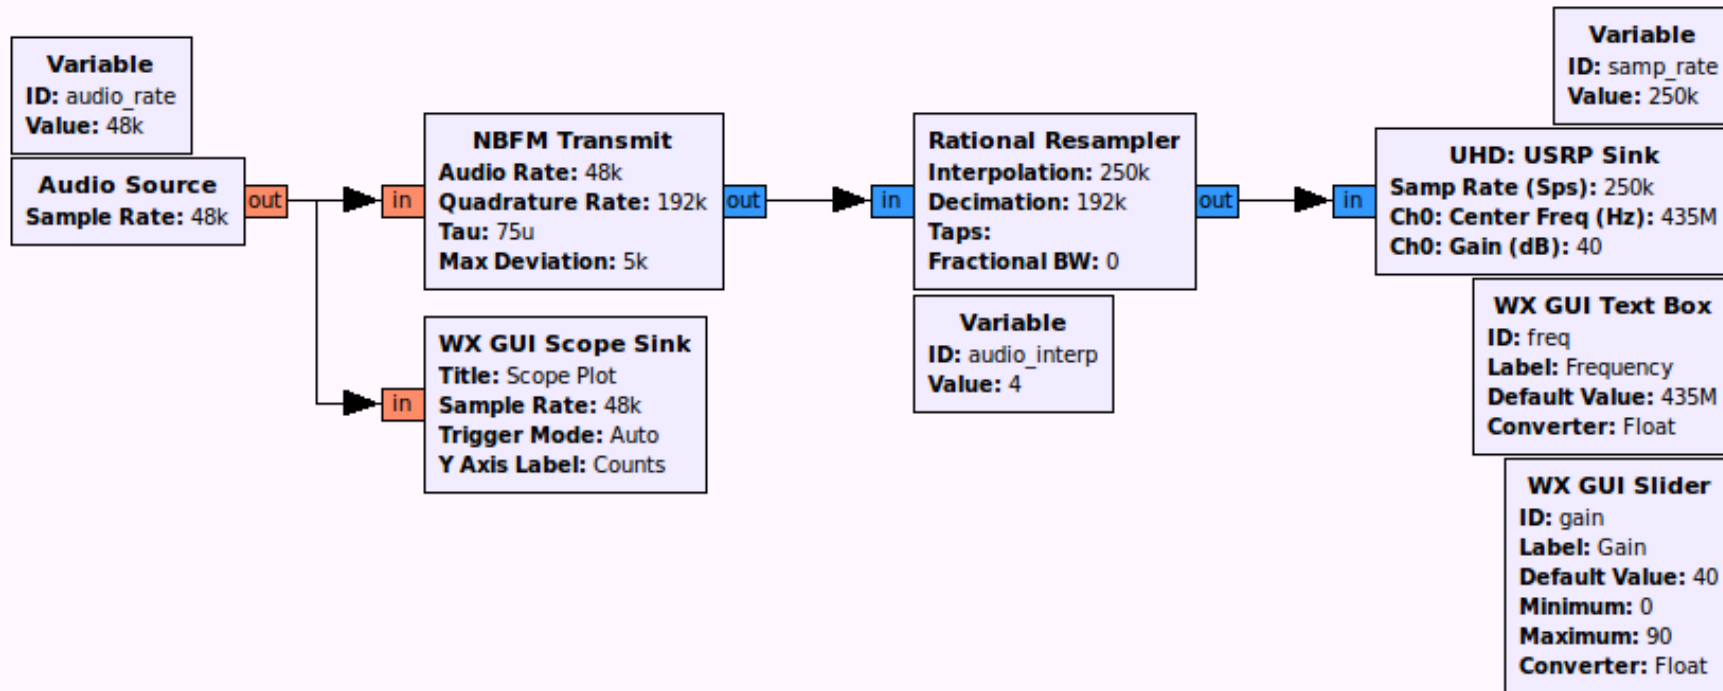 Variable
ID: audio_rate
Value: 48k
Audio Source
Sample Rate: 48k
out
in
NBFM Transmit
Audio Rate: 48k
Quadrature Rate: 192k
Tau: 75u
Max Deviation: 5k
out
in
WX GUI Scope Sink
Title: Scope Plot
Sample Rate: 48k
Trigger Mode: Auto
Y Axis Label: Counts
in
Rational Resampler
Interpolation: 250k
Decimation: 192k
Taps:
Fractional BW: 0
out
Variable
ID: audio_interp
Value: 4
Variable
ID: samp_rate
Value: 250k
in
UHD: USRP Sink
Samp Rate (Sps): 250k
Ch0: Center Freq (Hz): 435M
Ch0: Gain (dB): 40
WX GUI Text Box
ID: freq
Label: Frequency
Default Value: 435M
Converter: Float
WX GUI Slider
ID: gain
Label: Gain
Default Value: 40
Minimum: 0
Maximum: 90
Converter: Float